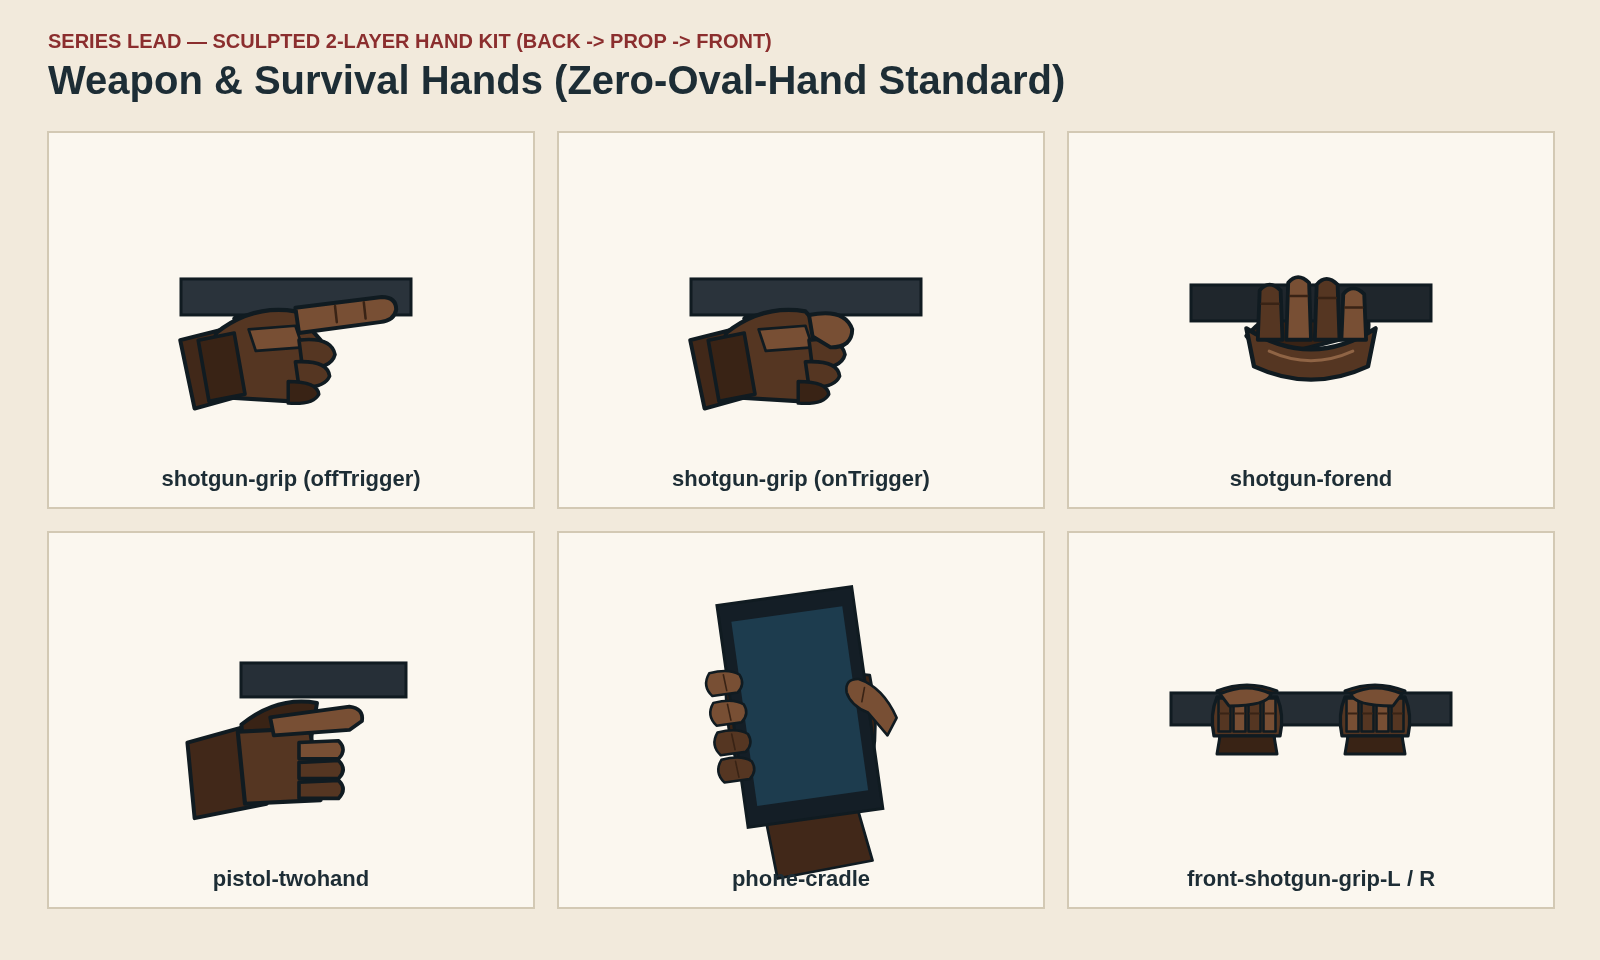 SERIES LEAD — SCULPTED 2-LAYER HAND KIT (BACK -> PROP -> FRONT)
Weapon & Survival Hands (Zero-Oval-Hand Standard)
shotgun-grip (offTrigger)
shotgun-grip (onTrigger)
shotgun-forend
pistol-twohand
phone-cradle
front-shotgun-grip-L / R